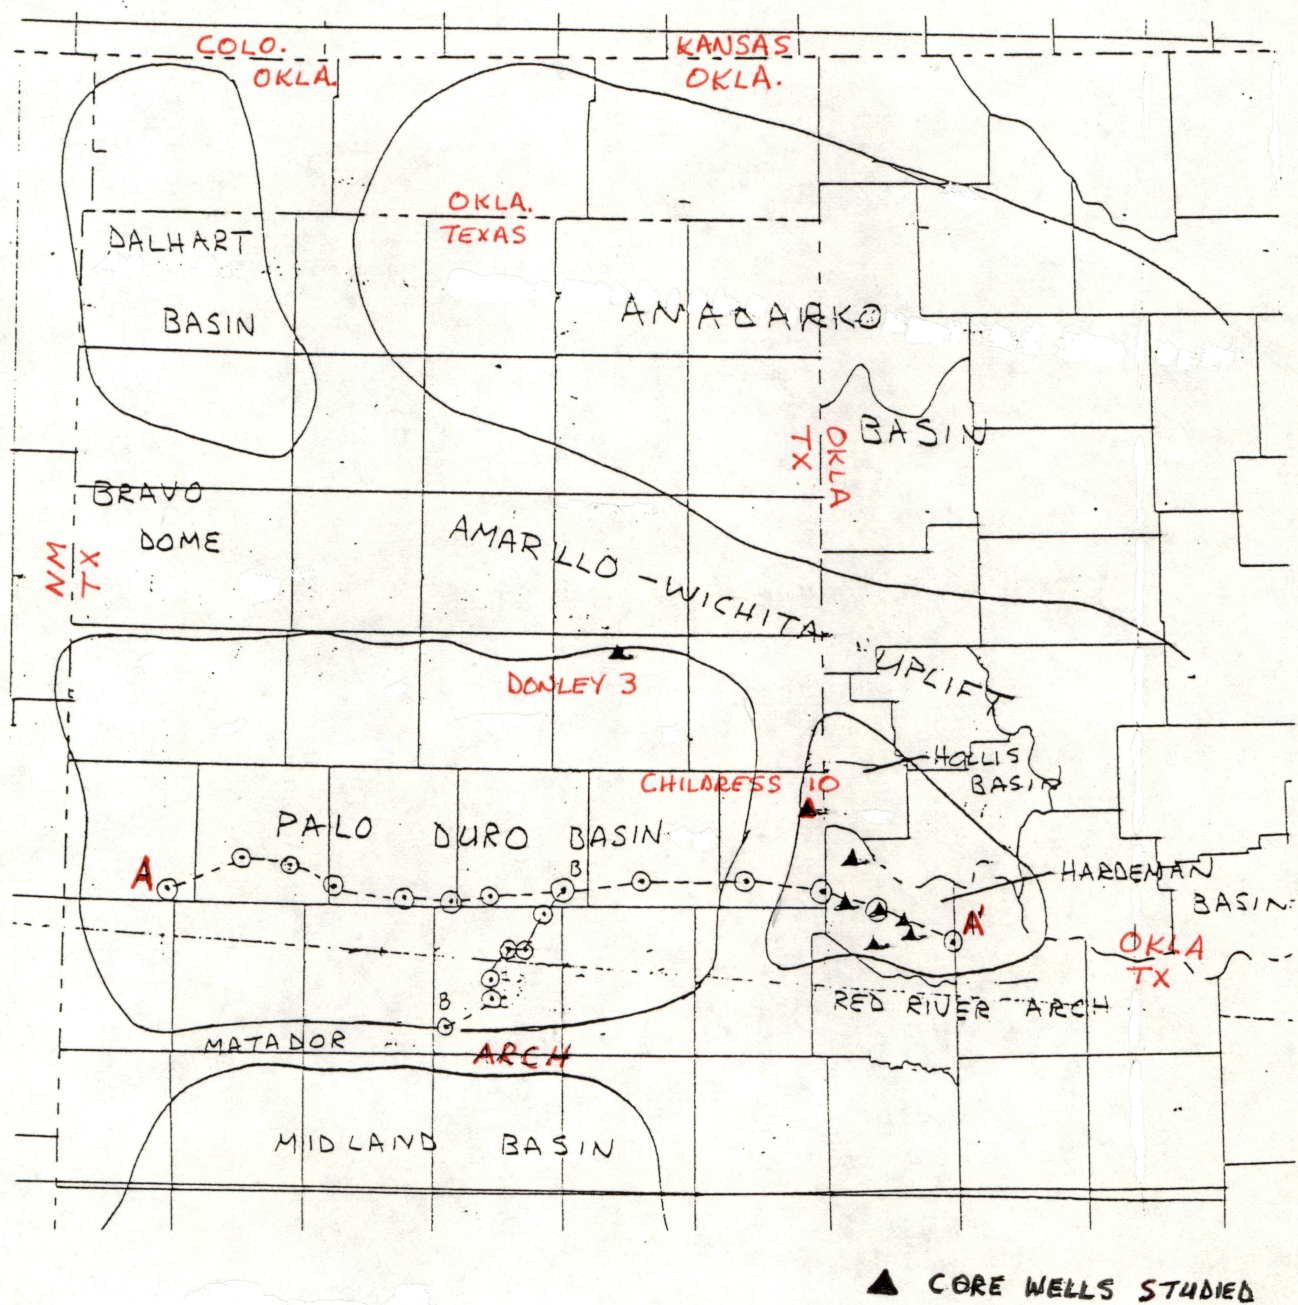 COLO.
KANSAS
OKLA.
OKLA.
OKLA.
TEXAS
DALHART
BASIN
ANADARKO
BASIN
TX
OKLA
BRAVO
DOME
AMARILLO - WICHITA
UPLIFT
NM
TX
DONLEY 3
HOLLIS
BASIN
CHILDRESS 10
PALO DURO BASIN
A
B
HARDEMAN
BASIN
A'
OKLA
TX
B
RED RIVER ARCH
MATADOR
ARCH
MIDLAND BASIN
CORE WELLS STUDIED